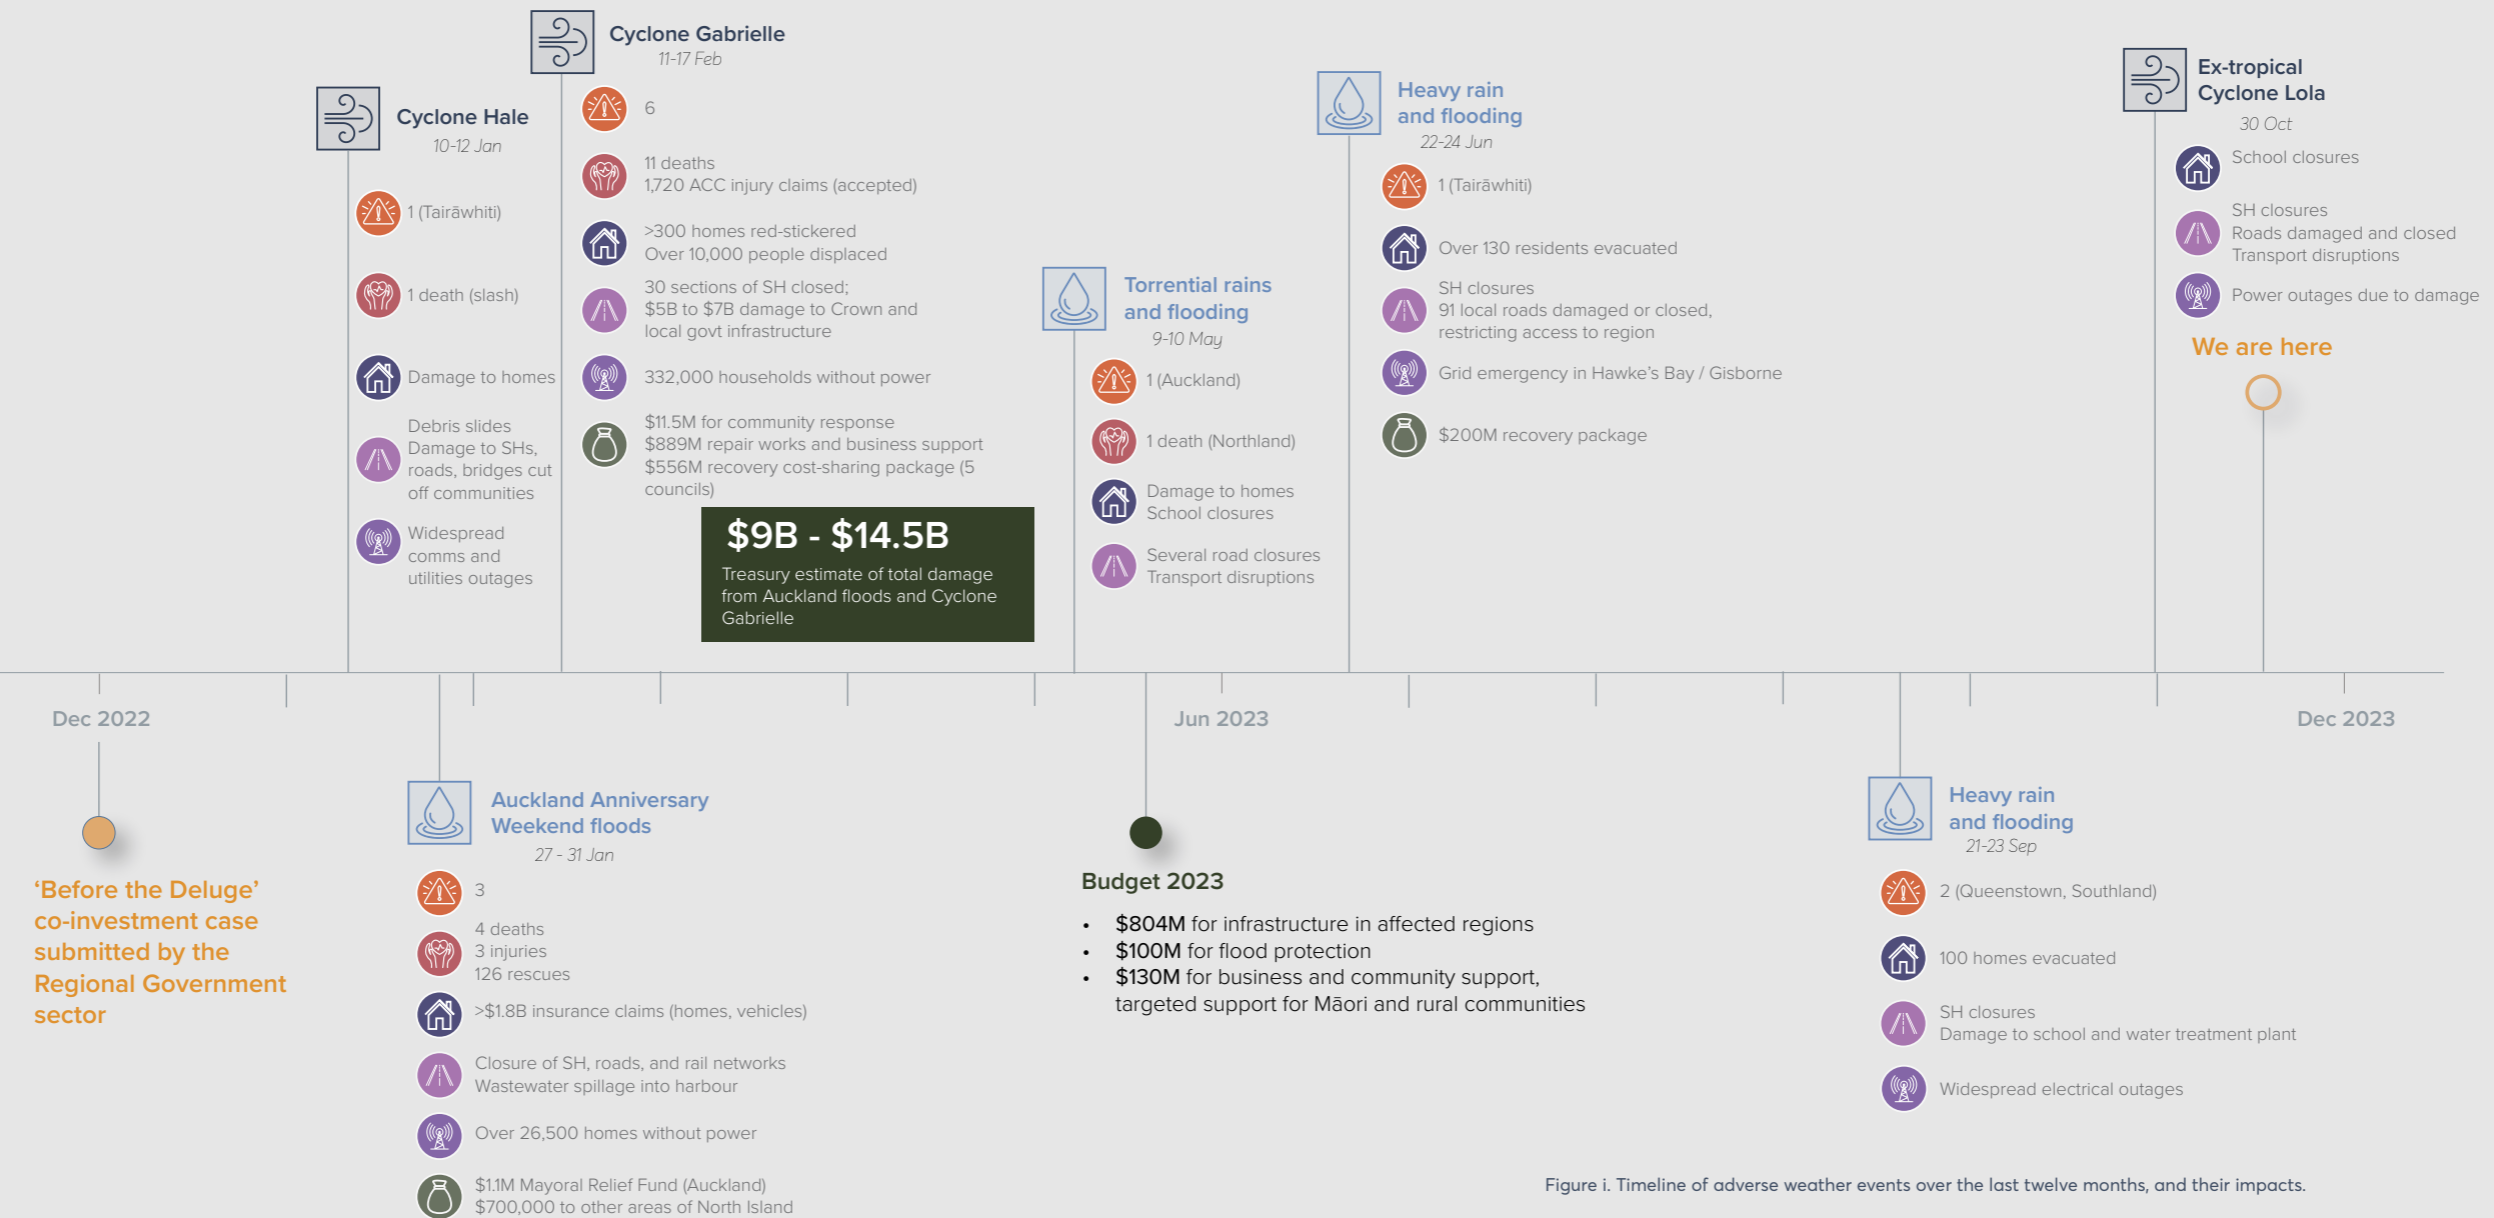 Cyclone Gabrielle
11-17 Feb
6
11 deaths
1,720 ACC injury claims (accepted)
>300 homes red-stickered
Over 10,000 people displaced
30 sections of SH closed;
$5B to $7B damage to Crown and
local govt infrastructure
332,000 households without power
$11.5M for community response
$889M repair works and business support
$556M recovery cost-sharing package (5
councils)
$9B - $14.5B
Treasury estimate of total damage
from Auckland floods and Cyclone
Gabrielle
Cyclone Hale
10-12 Jan
1 (Tairāwhiti)
1 death (slash)
Damage to homes
Debris slides
Damage to SHs,
roads, bridges cut
off communities
Widespread
comms and
utilities outages
Torrential rains
and flooding
9-10 May
1 (Auckland)
1 death (Northland)
Damage to homes
School closures
Several road closures
Transport disruptions
Heavy rain
and flooding
22-24 Jun
1 (Tairāwhiti)
Over 130 residents evacuated
SH closures
91 local roads damaged or closed,
restricting access to region
Grid emergency in Hawke's Bay / Gisborne
$200M recovery package
Ex-tropical
Cyclone Lola
30 Oct
School closures
SH closures
Roads damaged and closed
Transport disruptions
Power outages due to damage
We are here
Dec 2022
Jun 2023
Dec 2023
‘Before the Deluge’
co-investment case
submitted by the
Regional Government
sector
Auckland Anniversary
Weekend floods
27 - 31 Jan
3
4 deaths
3 injuries
126 rescues
>$1.8B insurance claims (homes, vehicles)
Closure of SH, roads, and rail networks
Wastewater spillage into harbour
Over 26,500 homes without power
$1.1M Mayoral Relief Fund (Auckland)
$700,000 to other areas of North Island
Budget 2023
• $804M for infrastructure in affected regions
• $100M for flood protection
• $130M for business and community support,
targeted support for Māori and rural communities
Heavy rain
and flooding
21-23 Sep
2 (Queenstown, Southland)
100 homes evacuated
SH closures
Damage to school and water treatment plant
Widespread electrical outages
Figure i. Timeline of adverse weather events over the last twelve months, and their impacts.